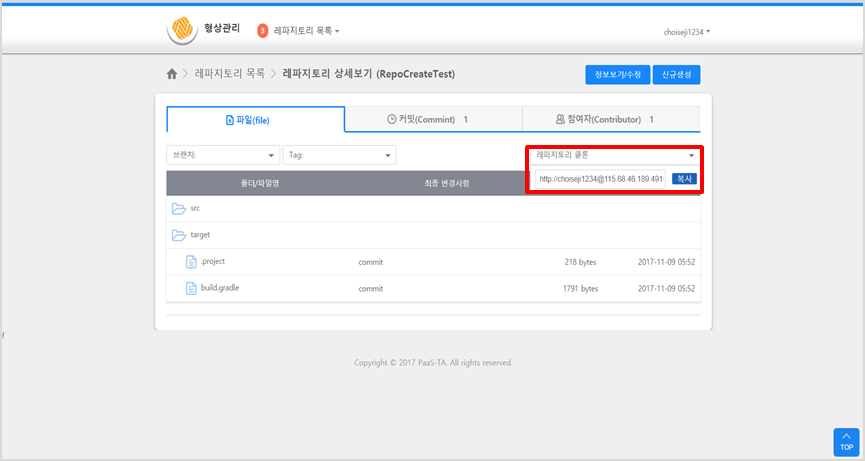 형상관리
3 레파지토리 목록
choiseji1234
레파지토리 목록 > 레파지토리 상세보기 (RepoCreateTest)
정보보기/수정
신규생성
파일(file)
커밋(Commint) 1
참여자(Contributor) 1
브랜치:
Tag:
레파지토리 클론
http://choiseji1234@115.68.46.189:491
복사
폴더/파일명
최종 변경사항
src
target
.project commit 218 bytes 2017-11-09 05:52
build.gradle commit 1791 bytes 2017-11-09 05:52
f
Copyright © 2017 PaaS-TA. All rights reserved.
TOP